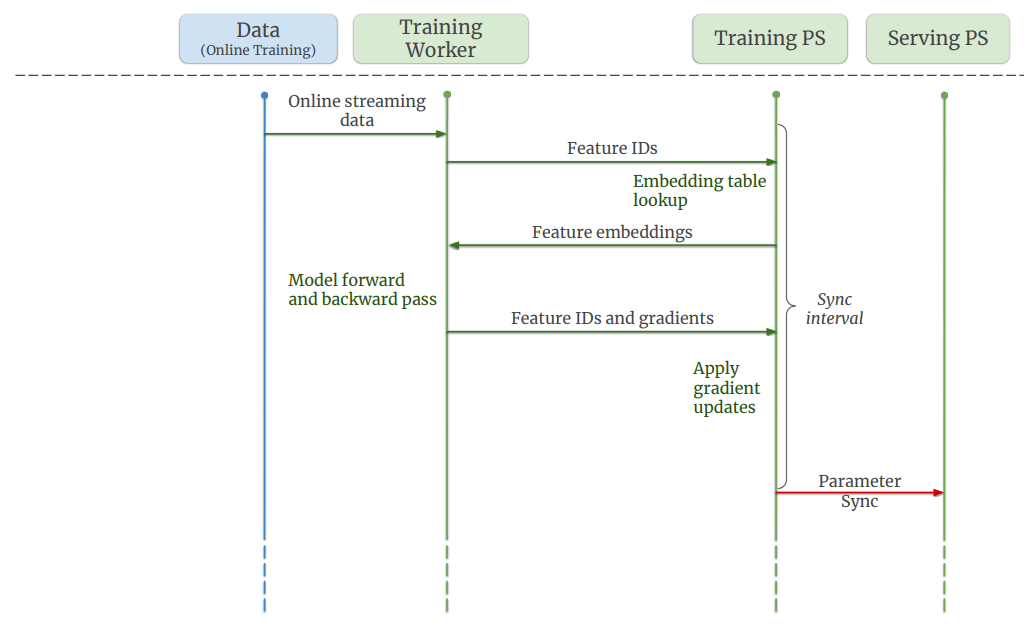 Data
(Online Training)
Training
Worker
Training PS
Serving PS
Online streaming
data
Feature IDs
Embedding table
lookup
Feature embeddings
Model forward
and backward pass
Sync
interval
Feature IDs and gradients
Apply
gradient
updates
Parameter
Sync